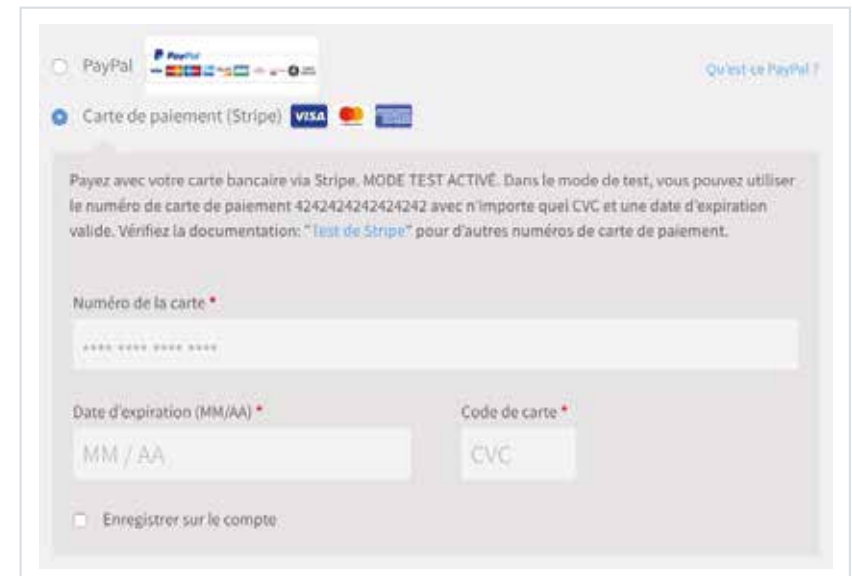 PayPal PayPal Qu'est-ce PayPal ?
Carte de paiement (Stripe) VISA
Payez avec votre carte bancaire via Stripe. MODE TEST ACTIVÉ. Dans le mode de test, vous pouvez utiliser
le numéro de carte de paiement 4242424242424242 avec n'importe quel CVC et une date d'expiration
valide. Vérifiez la documentation: "Test de Stripe" pour d'autres numéros de carte de paiement.
Numéro de la carte *
•••• •••• •••• ••••
Date d'expiration (MM/AA) * Code de carte *
MM / AA CVC
Enregistrer sur le compte